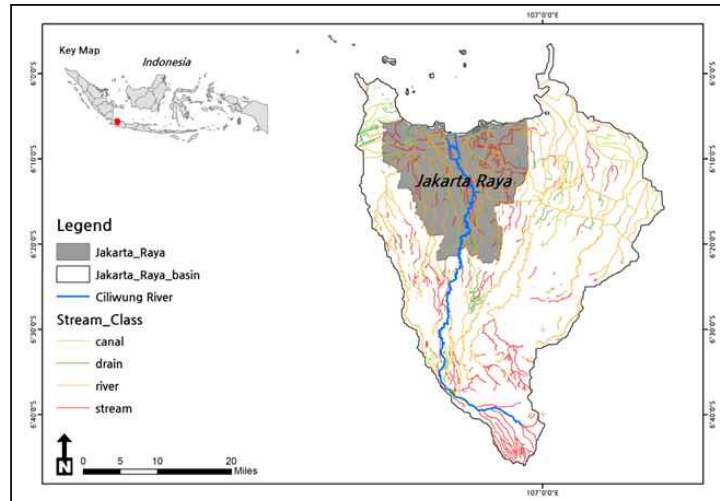 107°0'0"E
Key Map
Indonesia
6°0'0"S
6°0'0"S
6°10'0"S
6°10'0"S
Jakarta Raya
Legend
Jakarta_Raya
Jakarta_Raya_basin
Ciliwung River
6°20'0"S
6°20'0"S
Stream_Class
canal
drain
river
stream
6°30'0"S
6°30'0"S
6°40'0"S
6°40'0"S
N
0 5 10 20
Miles
107°0'0"E